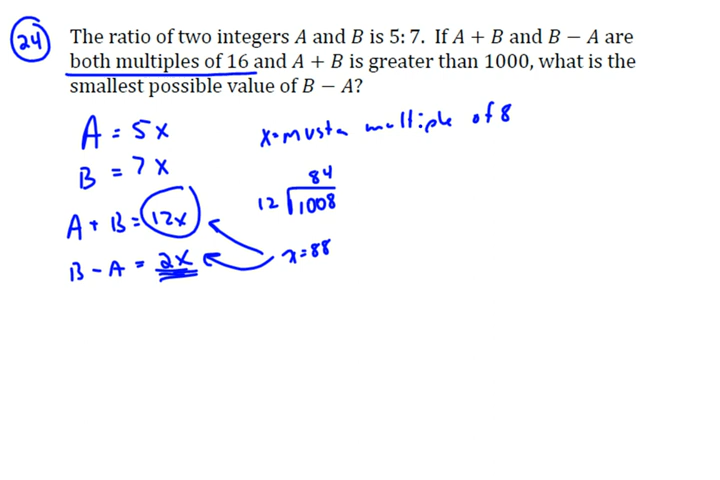 24
The ratio of two integers A and B is 5: 7. If A + B and B − A are
both multiples of 16 and A + B is greater than 1000, what is the
smallest possible value of B − A?
A = 5x
x = must a multiple of 8
B = 7x
84
12 1008
A + B = 12x
x = 88
B - A = 2x